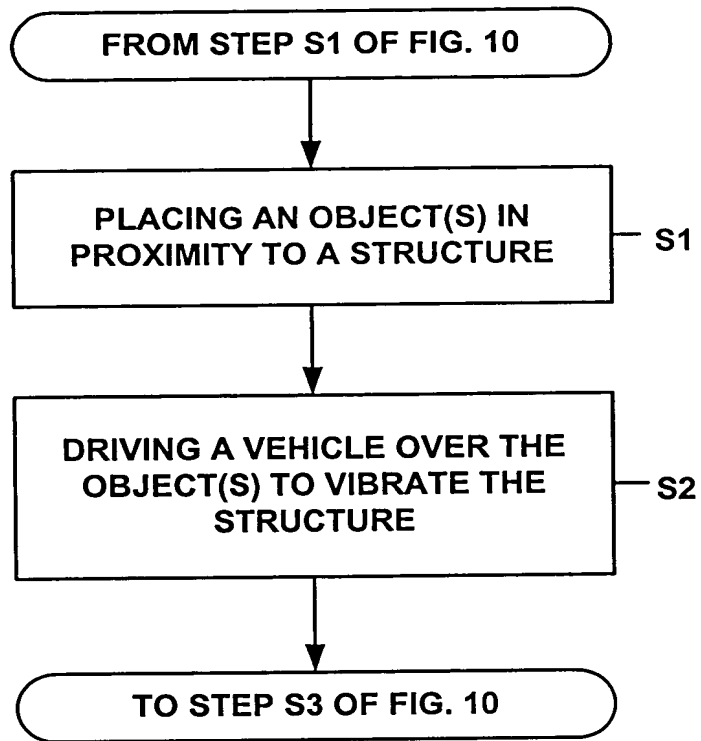 FROM STEP S1 OF FIG. 10
PLACING AN OBJECT(S) IN
PROXIMITY TO A STRUCTURE
S1
DRIVING A VEHICLE OVER THE
OBJECT(S) TO VIBRATE THE
STRUCTURE
S2
TO STEP S3 OF FIG. 10